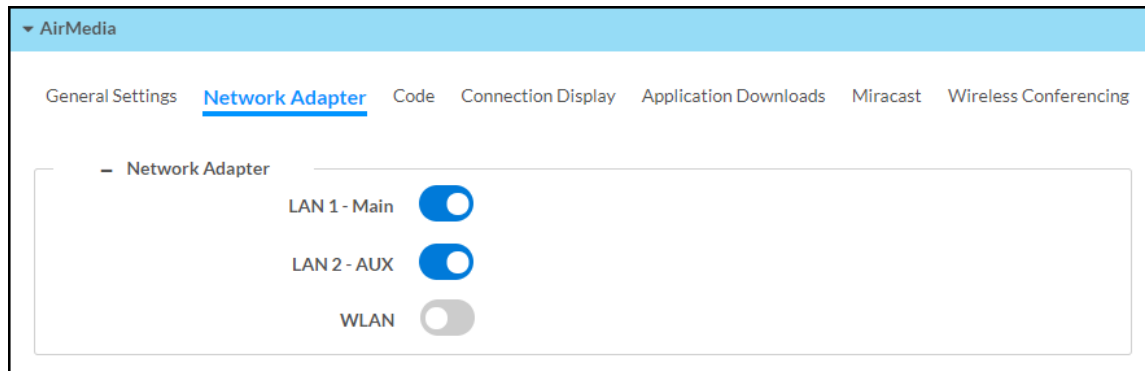 AirMedia
General Settings Network Adapter Code Connection Display Application Downloads Miracast Wireless Conferencing
– Network Adapter
LAN 1 - Main
LAN 2 - AUX
WLAN